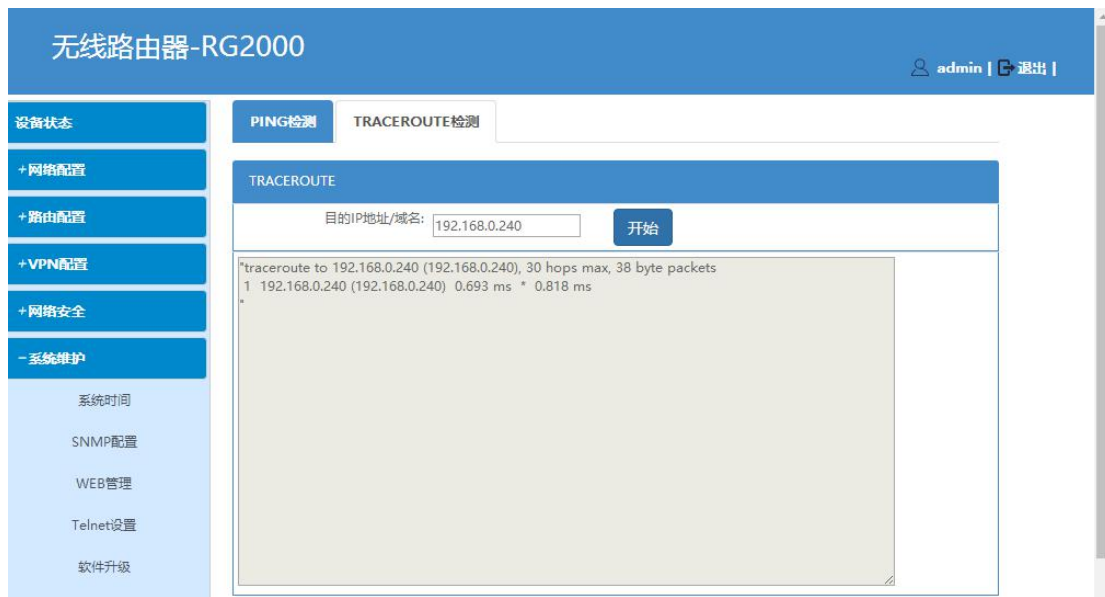 无线路由器-RG2000
admin | 退出 |
设备状态
+网络配置
+路由配置
+VPN配置
+网络安全
-系统维护
系统时间
SNMP配置
WEB管理
Telnet设置
软件升级
PING检测 TRACEROUTE检测
TRACEROUTE
目的IP地址/域名: 192.168.0.240 开始
"traceroute to 192.168.0.240 (192.168.0.240), 30 hops max, 38 byte packets
1 192.168.0.240 (192.168.0.240) 0.693 ms * 0.818 ms
"